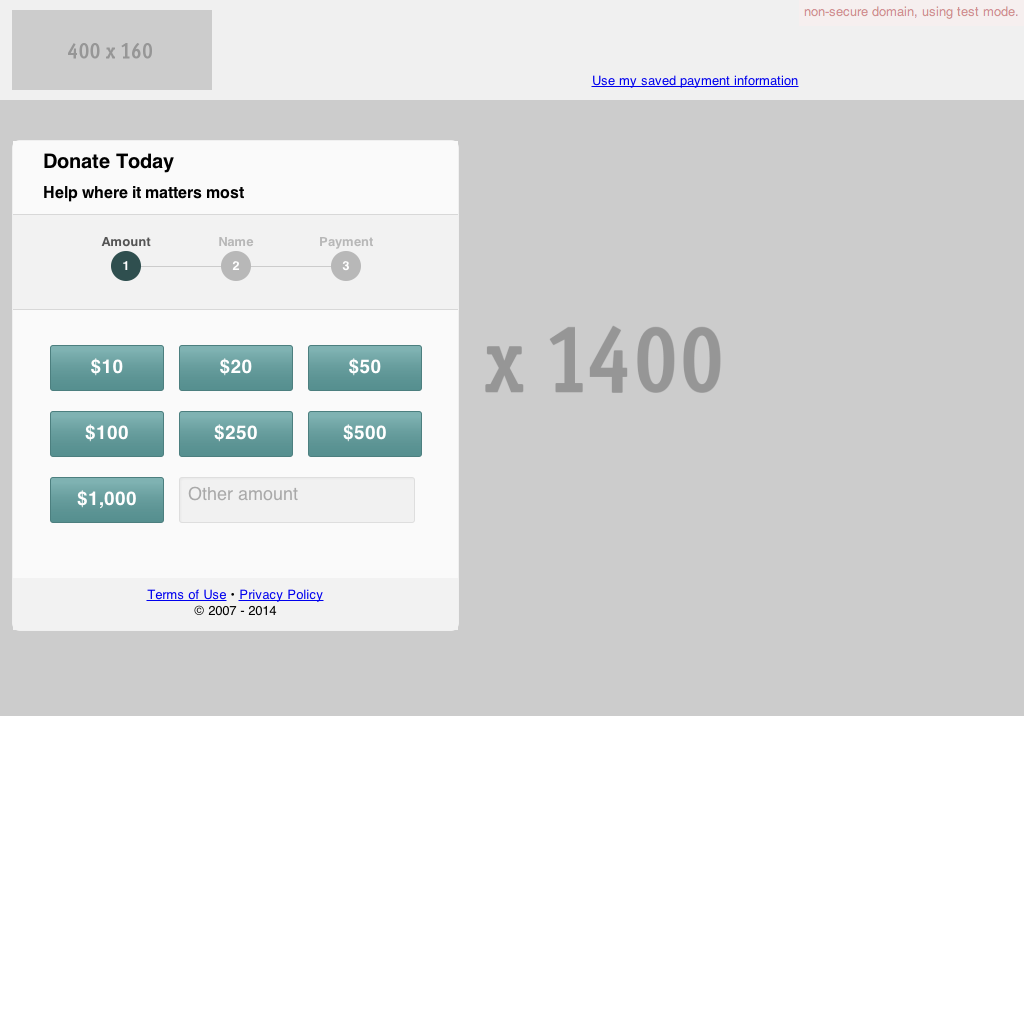 non-secure domain, using test mode.
400 x 160
Use my saved payment information
Donate Today
Help where it matters most
Amount Name Payment
1 2 3
x 1400
$10 $20 $50
$100 $250 $500
$1,000 Other amount
Terms of Use • Privacy Policy
© 2007 - 2014